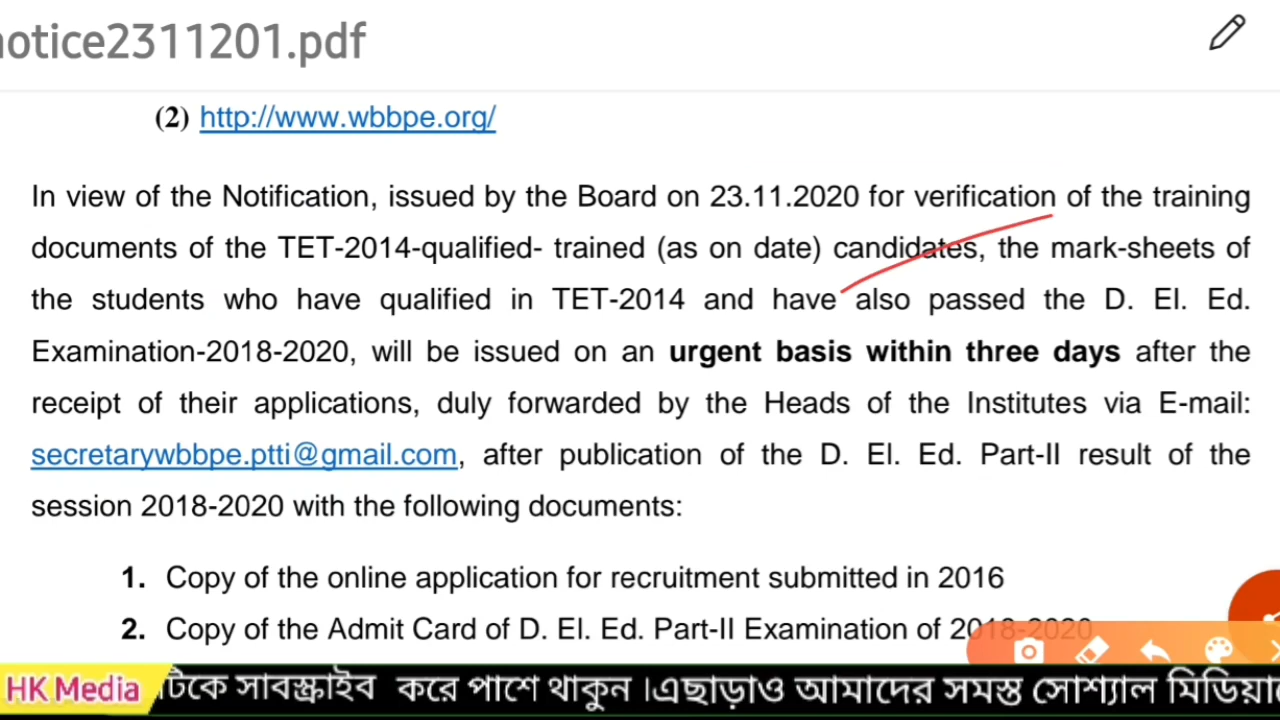 notice2311201.pdf
(2) http://www.wbbpe.org/
In view of the Notification, issued by the Board on 23.11.2020 for verification of the training
documents of the TET-2014-qualified- trained (as on date) candidates, the mark-sheets of
the students who have qualified in TET-2014 and have also passed the D. El. Ed.
Examination-2018-2020, will be issued on an urgent basis within three days after the
receipt of their applications, duly forwarded by the Heads of the Institutes via E-mail:
secretarywbbpe.ptti@gmail.com, after publication of the D. El. Ed. Part-II result of the
session 2018-2020 with the following documents:
1. Copy of the online application for recruitment submitted in 2016
2. Copy of the Admit Card of D. El. Ed. Part-II Examination of 2018-2020
HK Media টিকে সাবস্ক্রাইব করে পাশে থাকুন ।এছাড়াও আমাদের সমস্ত সোশ্যাল